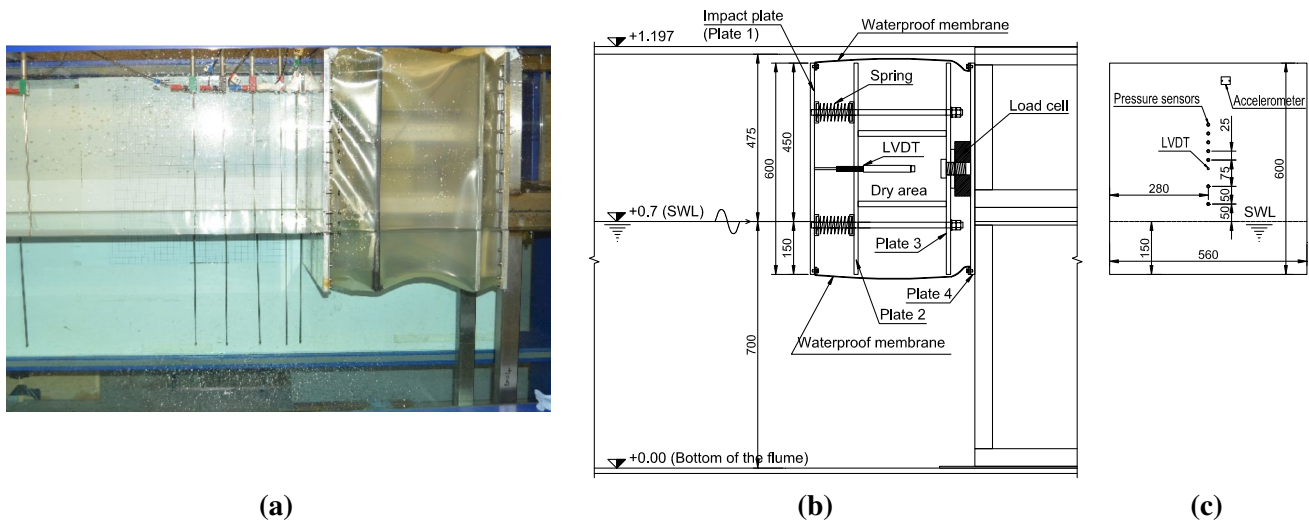 Impact plate
(Plate 1)
Waterproof membrane
+1.197
Spring
Load cell
475
600
450
LVDT
Dry area
+0.7 (SWL)
150
Plate 3
Plate 4
Plate 2
Waterproof membrane
700
+0.00 (Bottom of the flume)
Pressure sensors
Accelerometer
25
LVDT
75
600
280
50
50
SWL
150
560
(a)
(b)
(c)